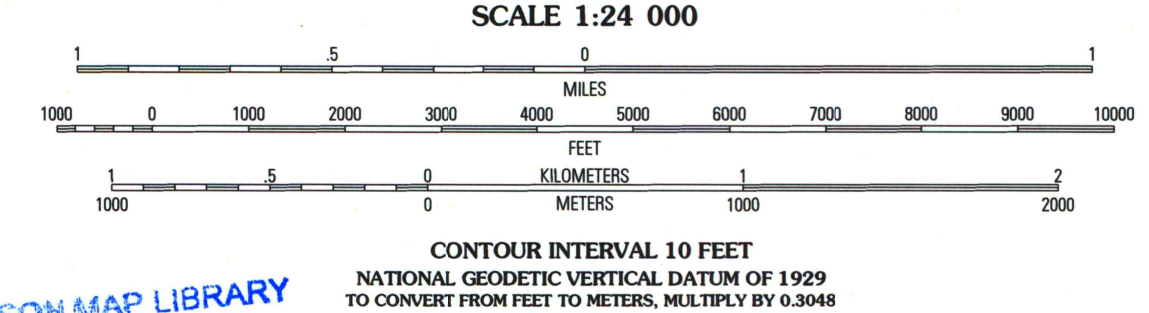 SCALE 1:24 000
1 .5 0 1
MILES
1000 0 1000 2000 3000 4000 5000 6000 7000 8000 9000 10000
FEET
1 .5 0 KILOMETERS 1 2
1000 0 METERS 1000 2000
CONTOUR INTERVAL 10 FEET
NATIONAL GEODETIC VERTICAL DATUM OF 1929
TO CONVERT FROM FEET TO METERS, MULTIPLY BY 0.3048
MAP LIBRARY